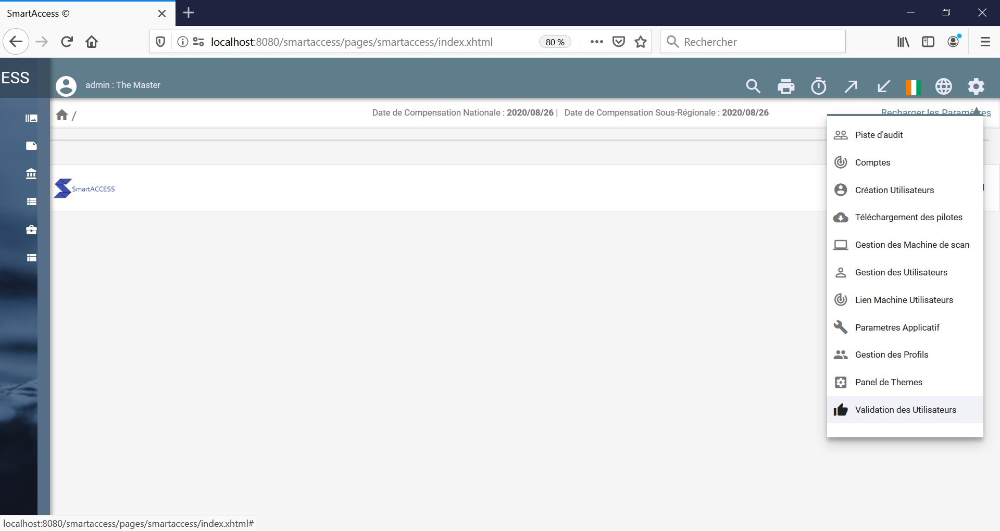 SmartAccess ©
localhost:8080/smartaccess/pages/smartaccess/index.xhtml
80 %
Rechercher
ESS
admin : The Master
/
Date de Compensation Nationale : 2020/08/26 | Date de Compensation Sous-Régionale : 2020/08/26
Recharger les Paramètres
SmartACCESS
Piste d'audit
Comptes
Création Utilisateurs
Téléchargement des pilotes
Gestion des Machine de scan
Gestion des Utilisateurs
Lien Machine Utilisateurs
Parametres Applicatif
Gestion des Profils
Panel de Themes
Validation des Utilisateurs
localhost:8080/smartaccess/pages/smartaccess/index.xhtml#